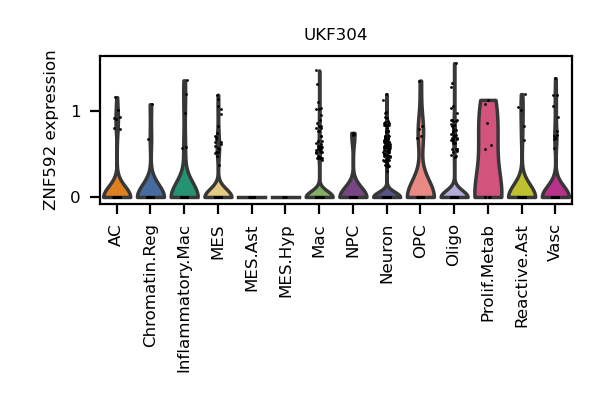 UKF304
ZNF592 expression
1
0
AC
Chromatin.Reg
Inflammatory.Mac
MES
MES.Ast
MES.Hyp
Mac
NPC
Neuron
OPC
Oligo
Prolif.Metab
Reactive.Ast
Vasc